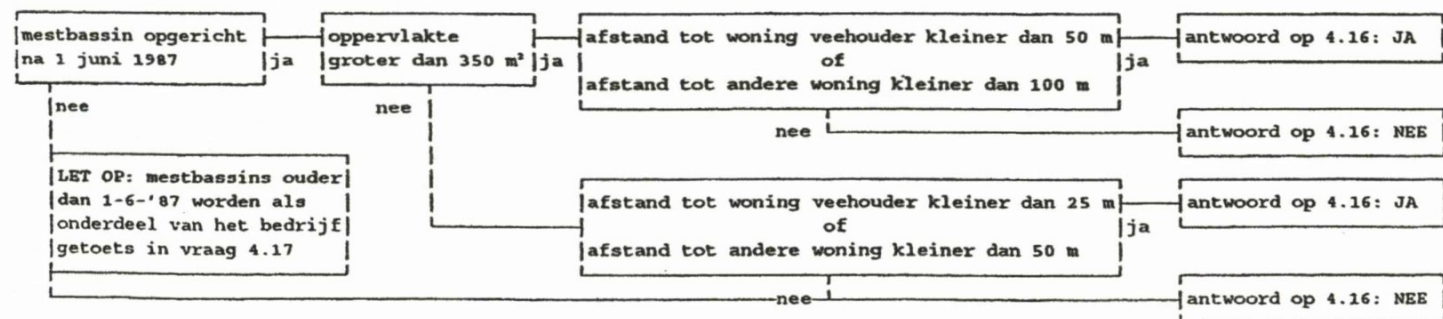 mestbassin opgericht
na 1 juni 1987
ja
oppervlakte
groter dan 350 m²
ja
afstand tot woning veehouder kleiner dan 50 m
of
afstand tot andere woning kleiner dan 100 m
ja
antwoord op 4.16: JA
nee
nee
nee
antwoord op 4.16: NEE
LET OP: mestbassins ouder
dan 1-6-'87 worden als
onderdeel van het bedrijf
getoets in vraag 4.17
afstand tot woning veehouder kleiner dan 25 m
of
afstand tot andere woning kleiner dan 50 m
ja
antwoord op 4.16: JA
nee
antwoord op 4.16: NEE